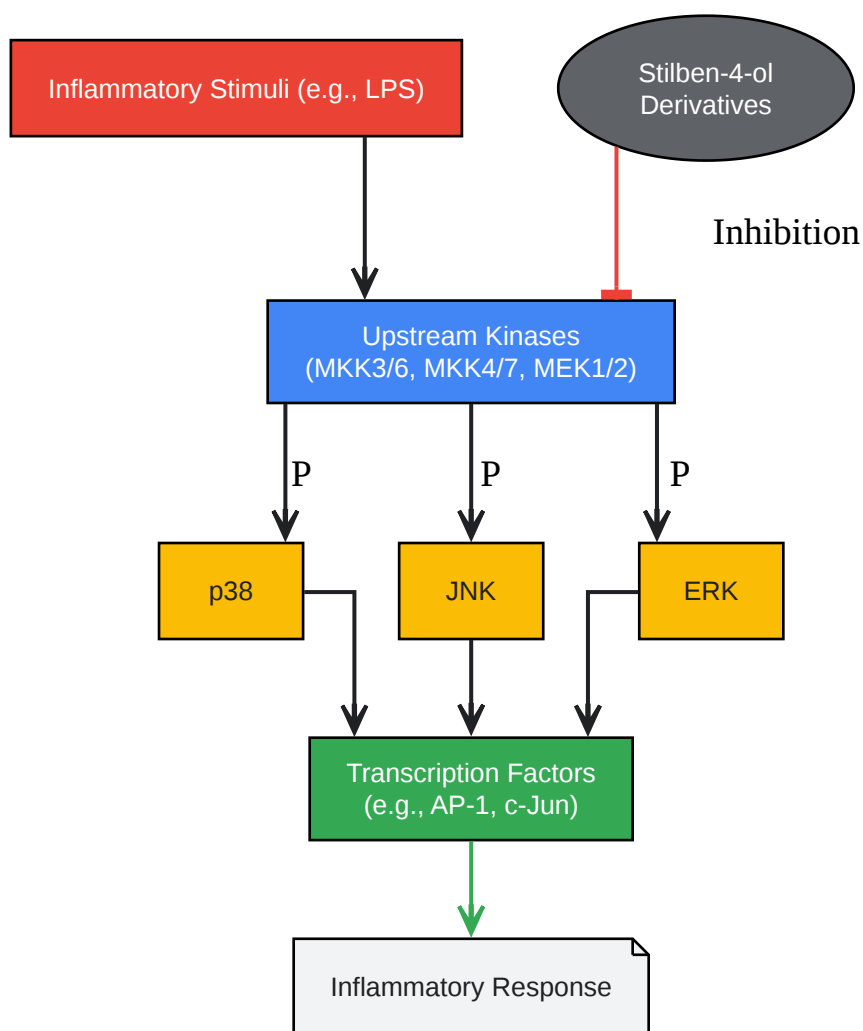 Inflammatory Stimuli (e.g., LPS)
Stilben-4-ol
Derivatives
Inhibition
Upstream Kinases
(MKK3/6, MKK4/7, MEK1/2)
P
P
P
p38
JNK
ERK
Transcription Factors
(e.g., AP-1, c-Jun)
Inflammatory Response